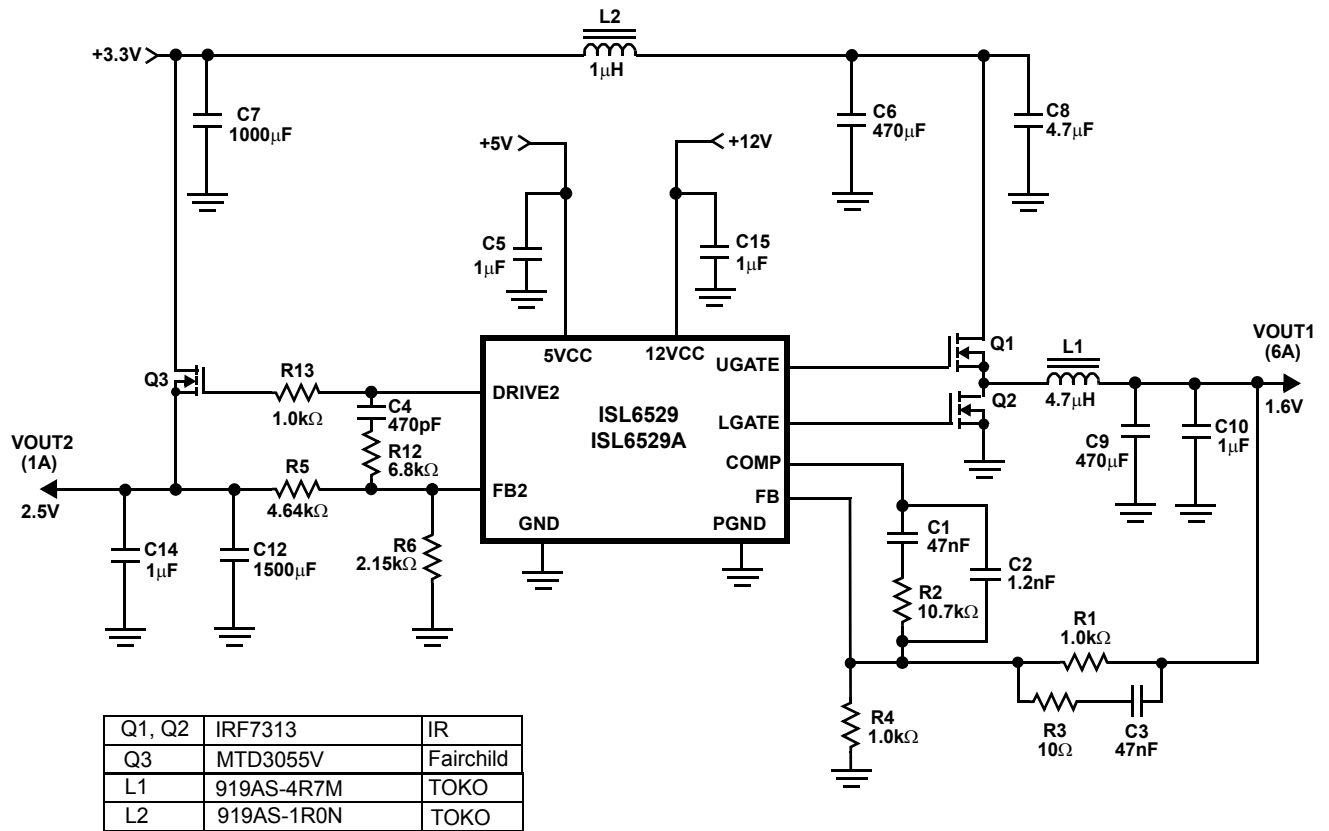 L2
+3.3V
1μH
C7
1000μF
C6
470μF
C8
4.7μF
+5V
+12V
C5
1μF
C15
1μF
5VCC
12VCC
UGATE
Q1
L1
4.7μH
VOUT1
(6A)
1.6V
Q3
R13
1.0kΩ
DRIVE2
C4
470pF
R12
6.8kΩ
ISL6529
ISL6529A
LGATE
Q2
C9
470μF
C10
1μF
VOUT2
(1A)
2.5V
R5
4.64kΩ
FB2
COMP
FB
GND
PGND
C14
1μF
C12
1500μF
R6
2.15kΩ
C1
47nF
C2
1.2nF
R2
10.7kΩ
R1
1.0kΩ
R4
1.0kΩ
R3
10Ω
C3
47nF
Q1, Q2 IRF7313 IR
Q3 MTD3055V Fairchild
L1 919AS-4R7M TOKO
L2 919AS-1R0N TOKO